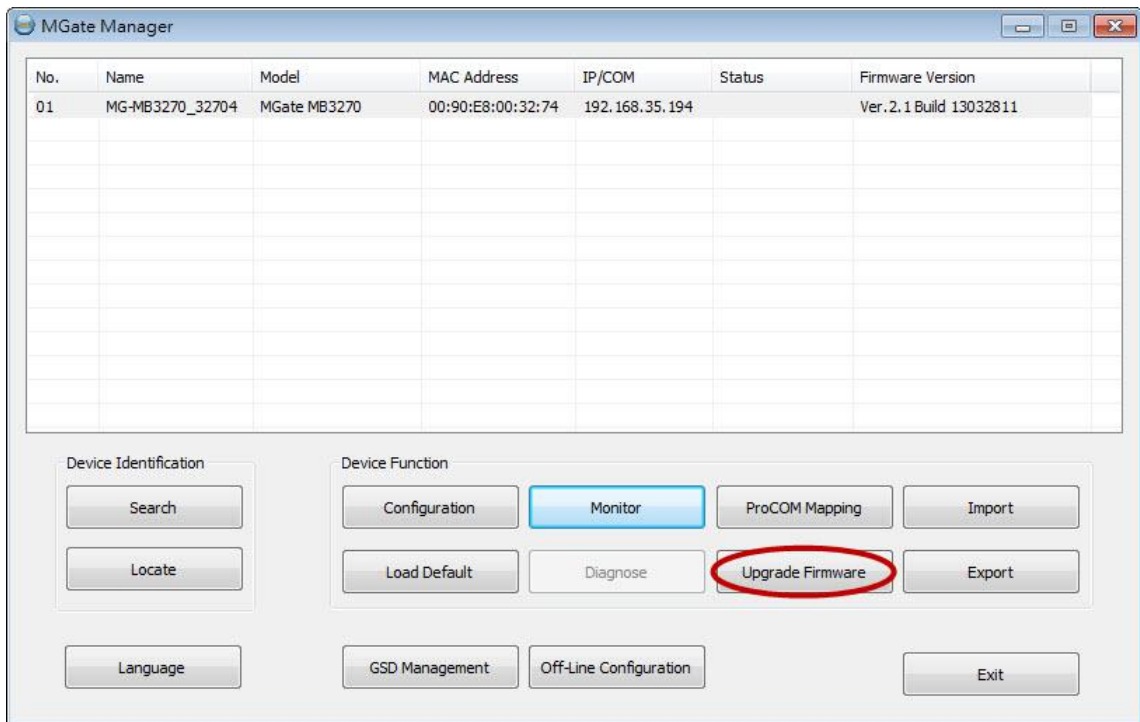 MGate Manager
No. Name Model MAC Address IP/COM Status Firmware Version
01 MG-MB3270_32704 MGate MB3270 00:90:E8:00:32:74 192.168.35.194 Ver.2.1 Build 13032811
Device Identification Device Function
Search Configuration Monitor ProCOM Mapping Import
Locate Load Default Diagnose Upgrade Firmware Export
Language GSD Management Off-Line Configuration Exit